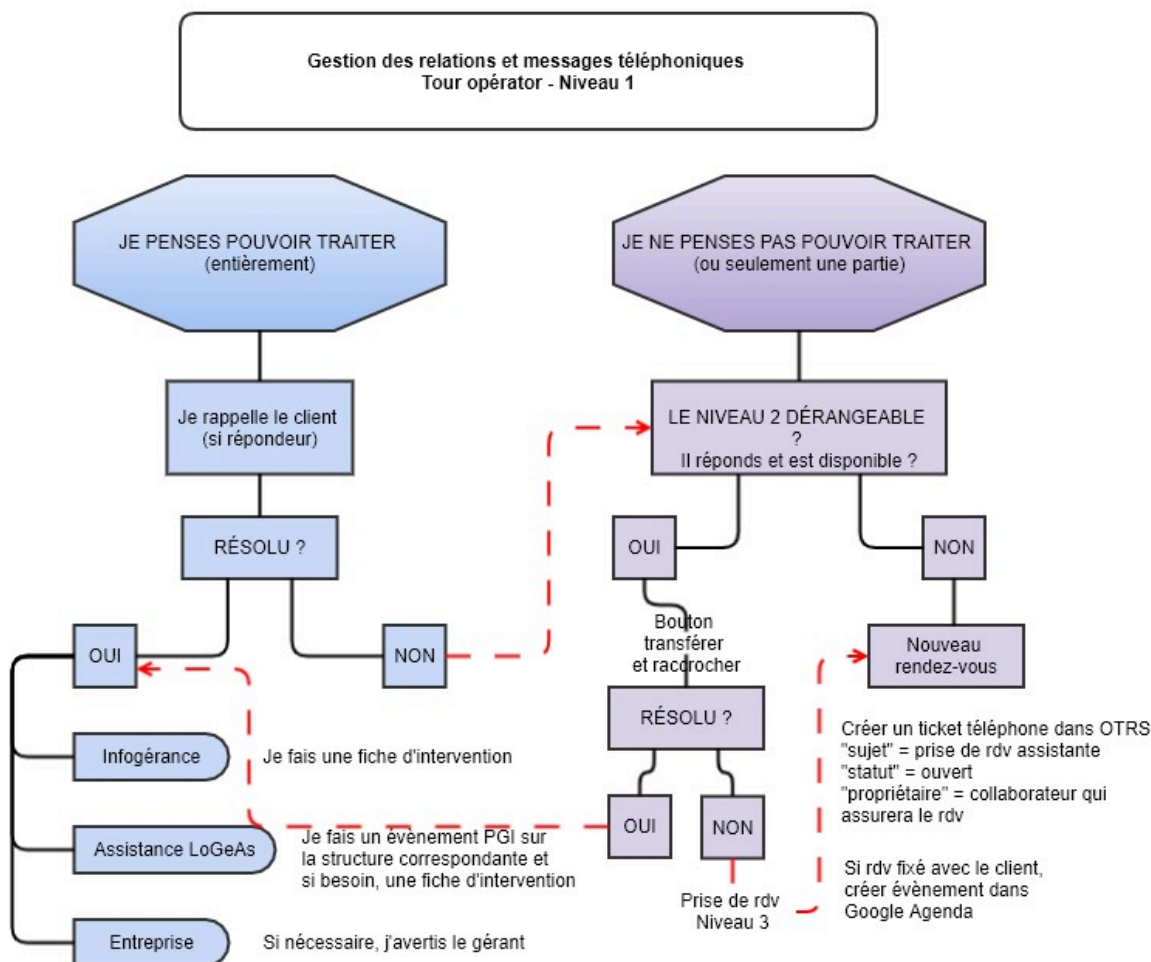 Gestion des relations et messages téléphoniques
Tour opérator - Niveau 1
JE PENSES POUVOIR TRAITER
(entièrement)
JE NE PENSES PAS POUVOIR TRAITER
(ou seulement une partie)
Je rappelle le client
(si répondeur)
LE NIVEAU 2 DÉRANGEABLE
?
Il réponds et est disponible ?
RÉSOLU ?
OUI
NON
OUI
NON
Bouton
transférer
et raccrocher
Nouveau
rendez-vous
RÉSOLU ?
Infogérance
Je fais une fiche d'intervention
Créer un ticket téléphone dans OTRS
"sujet" = prise de rdv assistante
"statut" = ouvert
"propriétaire" = collaborateur qui
assurera le rdv
OUI
NON
Assistance LoGeAs
Je fais un évènement PGI sur
la structure correspondante et
si besoin, une fiche d'intervention
Prise de rdv
Niveau 3
Si rdv fixé avec le client,
créer évènement dans
Google Agenda
Entreprise
Si nécessaire, j'avertis le gérant